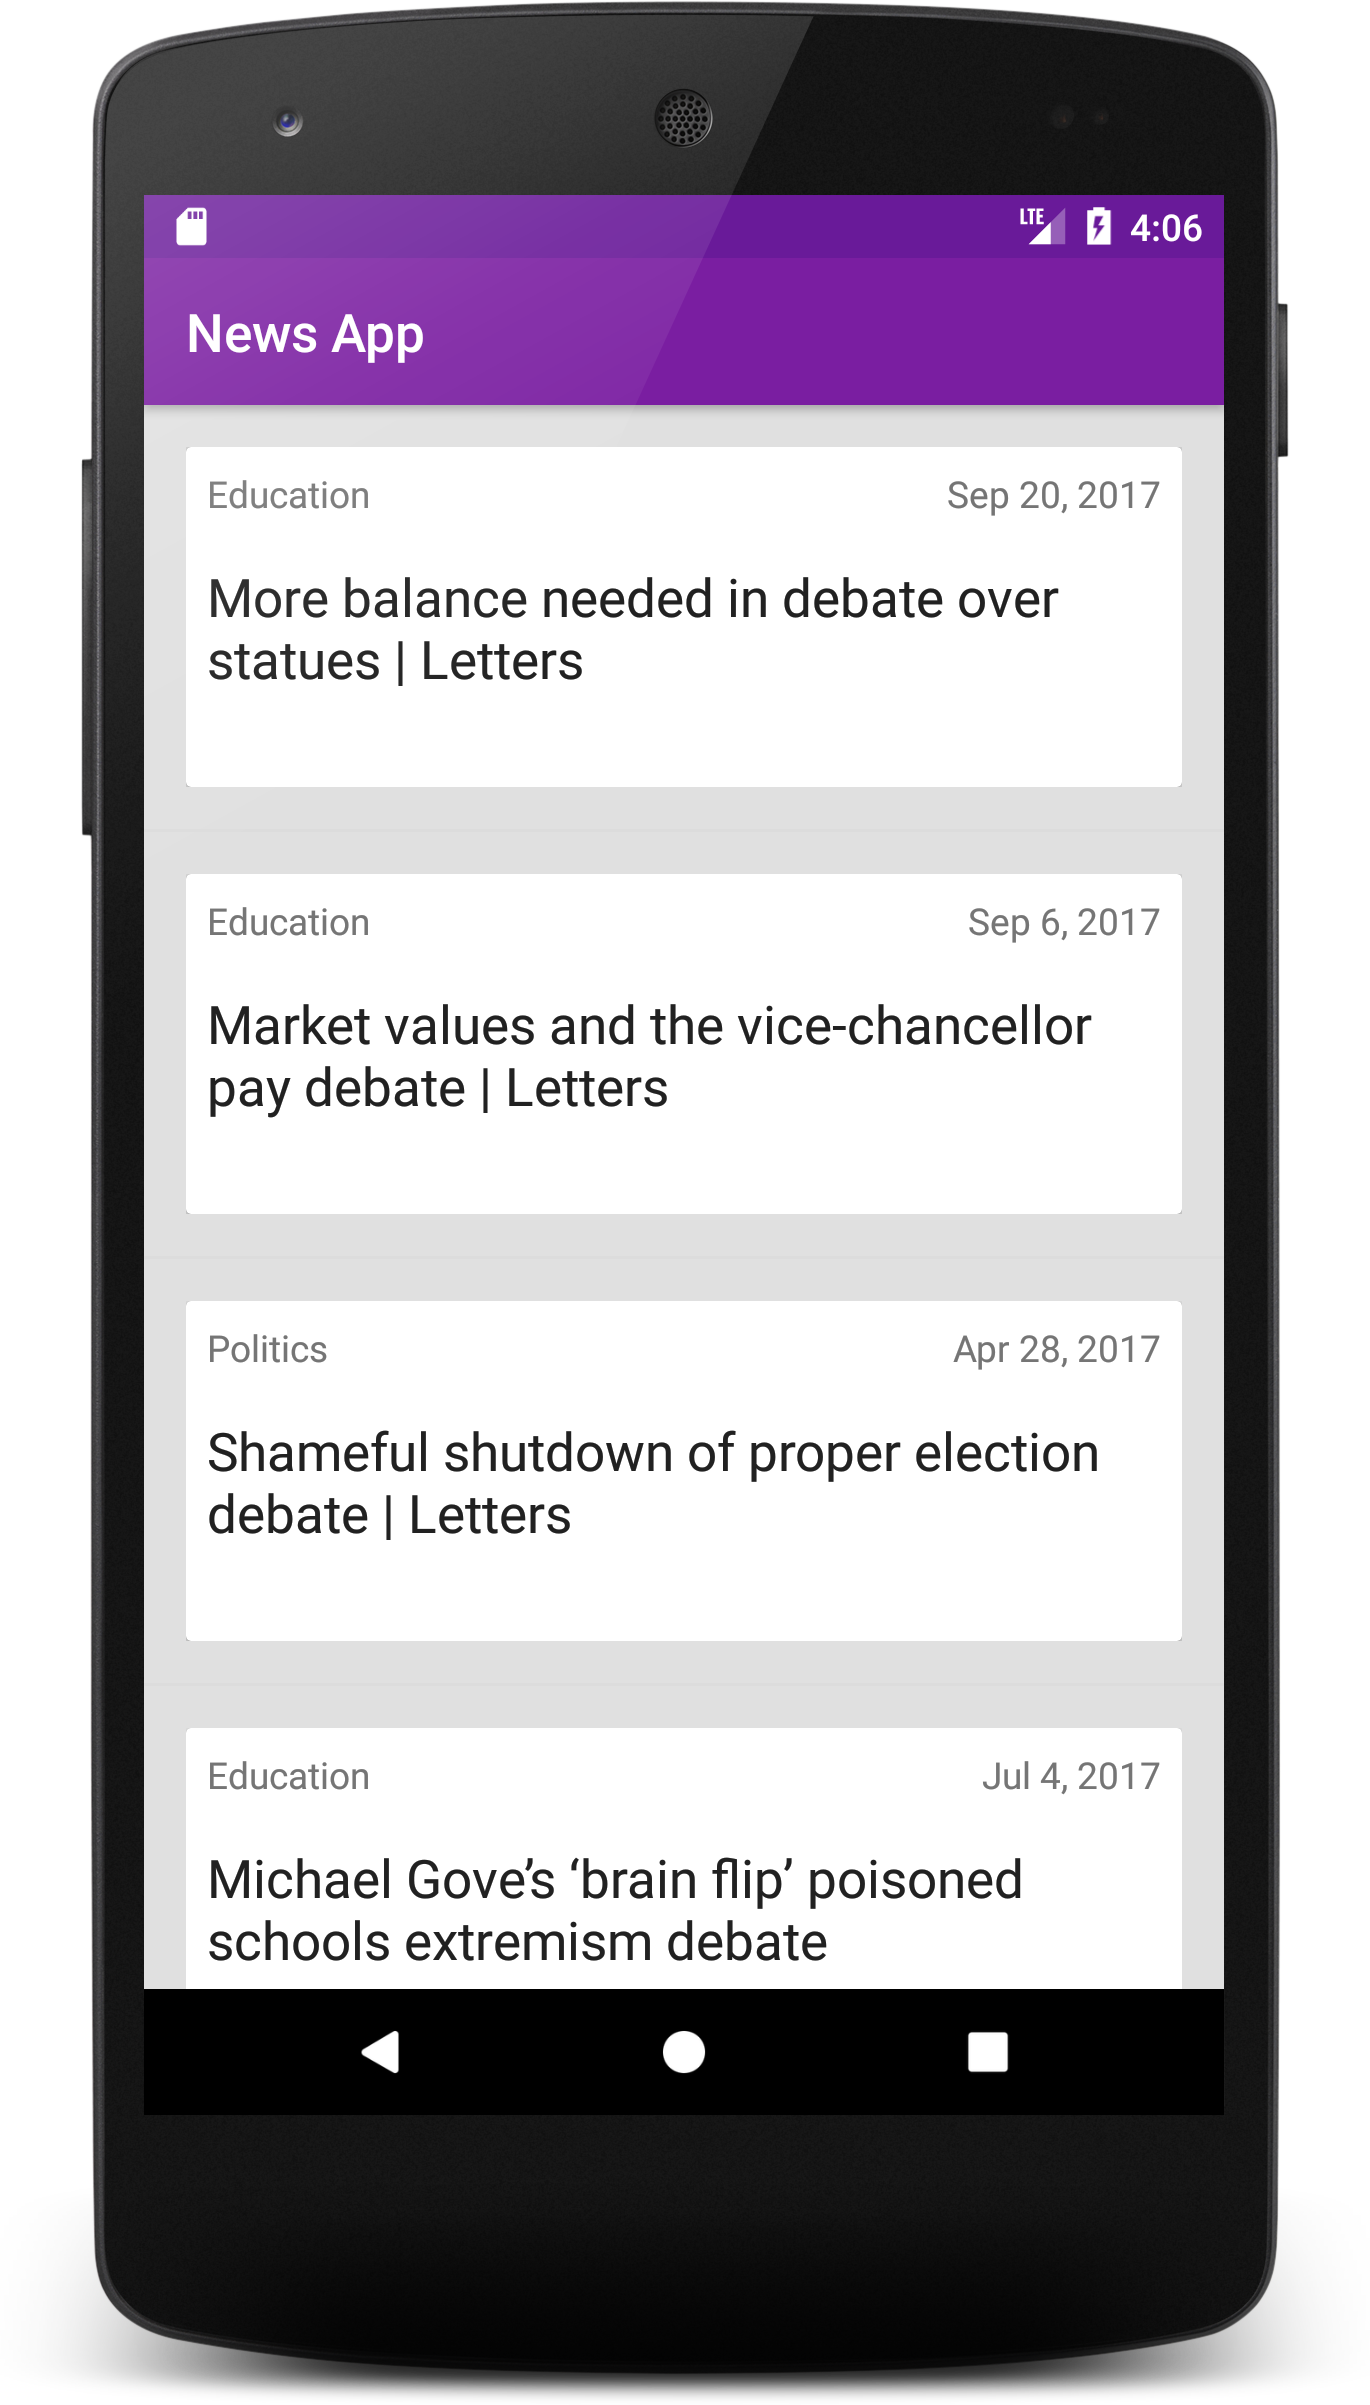 LTE 4:06
News App
Education Sep 20, 2017
More balance needed in debate over
statues | Letters
Education Sep 6, 2017
Market values and the vice-chancellor
pay debate | Letters
Politics Apr 28, 2017
Shameful shutdown of proper election
debate | Letters
Education Jul 4, 2017
Michael Gove’s ‘brain flip’ poisoned
schools extremism debate